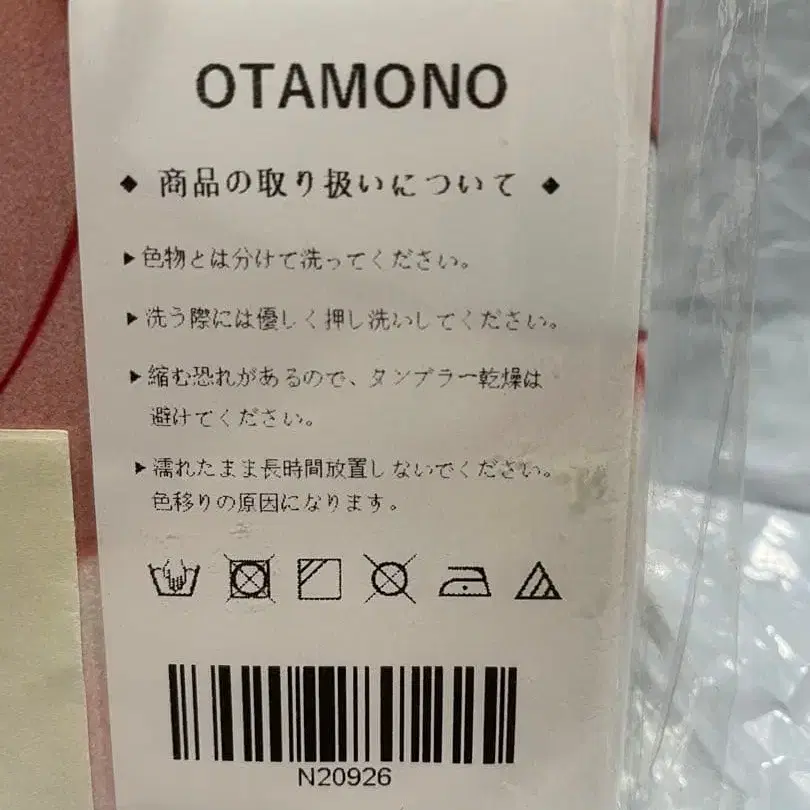 OTAMONO
◆ 商品の取り扱いについて ◆
▶色物とは分けて洗ってください。
▶洗う際には優しく押し洗いしてください。
▶縮む恐れがあるので、タンブラー乾燥は
避けてください。
▶濡れたまま長時間放置しないでください。
色移りの原因になります。
N20926